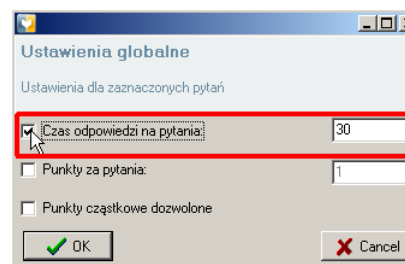 Ustawienia globalne
Ustawienia dla zaznaczonych pytań
Czas odpowiedzi na pytania: 30
Punkty za pytania: 1
Punkty cząstkowe dozwolone
OK Cancel